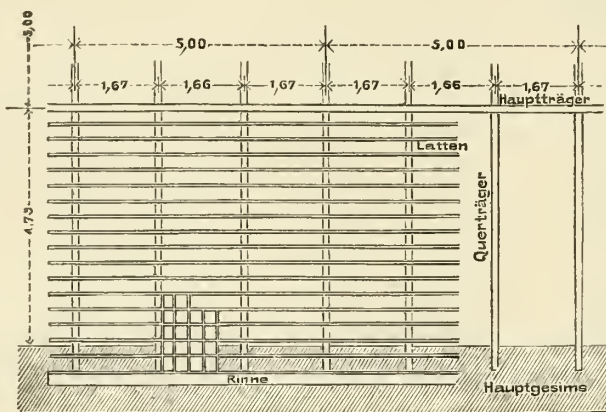 5,00 5,00
3,00
1,67 1,66 1,67 1,67 1,66 1,67
Hauptträger
Latten
4,75
Querträger
Rinne
Hauptgesims